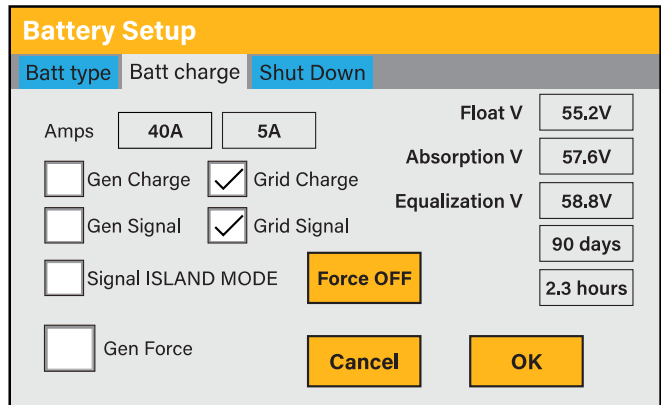 Battery Setup
Batt type Batt charge Shut Down
Amps 40A 5A
Gen Charge Grid Charge
Gen Signal Grid Signal
Signal ISLAND MODE Force OFF
Gen Force
Float V 55.2V
Absorption V 57.6V
Equalization V 58.8V
90 days
2.3 hours
Cancel OK